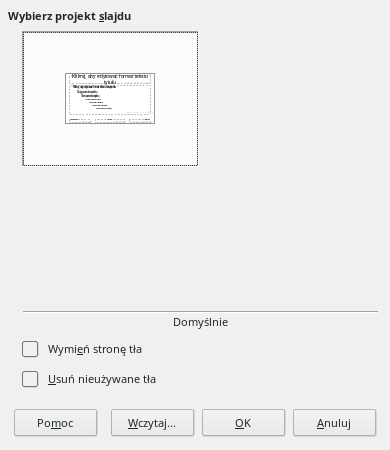 Wybierz projekt slajdu
Kliknij, aby edytować format tekstu
tytułu
Domyślnie
Wymień stronę tła
Usuń nieużywane tła
Pomoc
Wczytaj...
OK
Anuluj